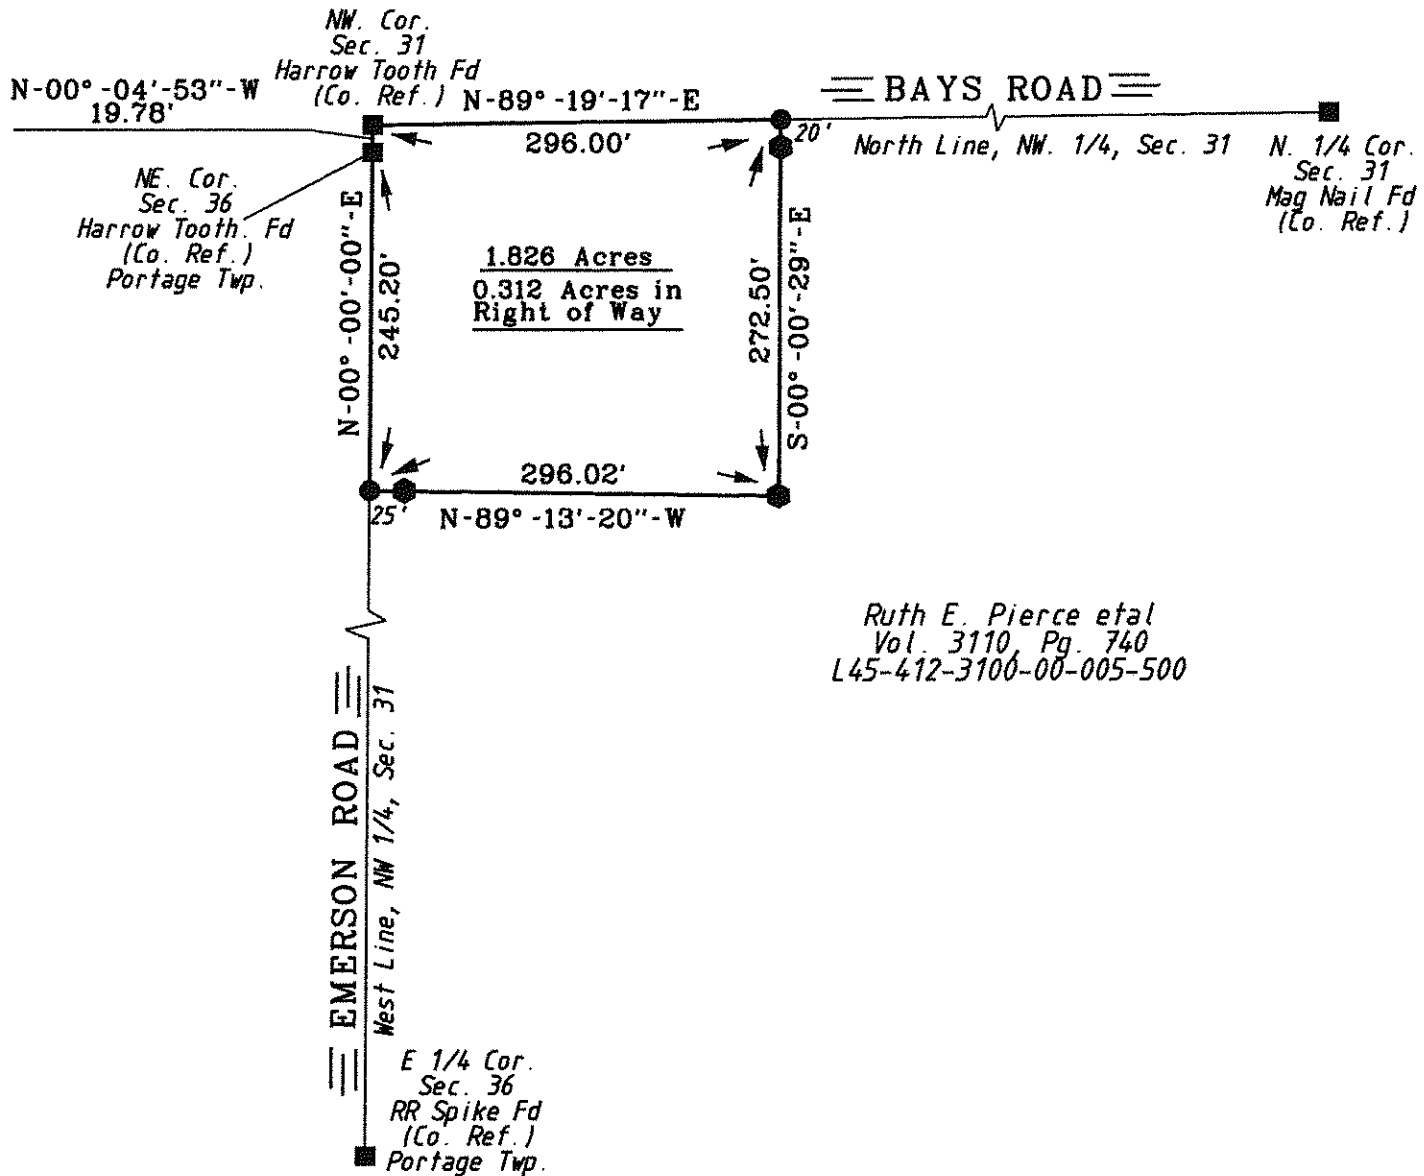 NW. Cor.
Sec. 31
Harrow Tooth Fd
(Co. Ref.)
N-00°-04'-53"-W
19.78'
N-89°-19'-17"-E
296.00'
BAYS ROAD
20'
North Line, NW. 1/4, Sec. 31
N. 1/4 Cor.
Sec. 31
Mag Nail Fd
(Co. Ref.)
NE. Cor.
Sec. 36
Harrow Tooth. Fd
(Co. Ref.)
Portage Twp.
N-00°-00'-00"-E
245.20'
1.826 Acres
0.312 Acres in
Right of Way
272.50'
S-00°-00'-29"-E
296.02'
25'
N-89°-13'-20"-W
Ruth E. Pierce etal
Vol. 3110, Pg. 740
L45-412-3100-00-005-500
EMERSON ROAD
West Line, NW 1/4, Sec. 31
E 1/4 Cor.
Sec. 36
RR Spike Fd
(Co. Ref.)
Portage Twp.